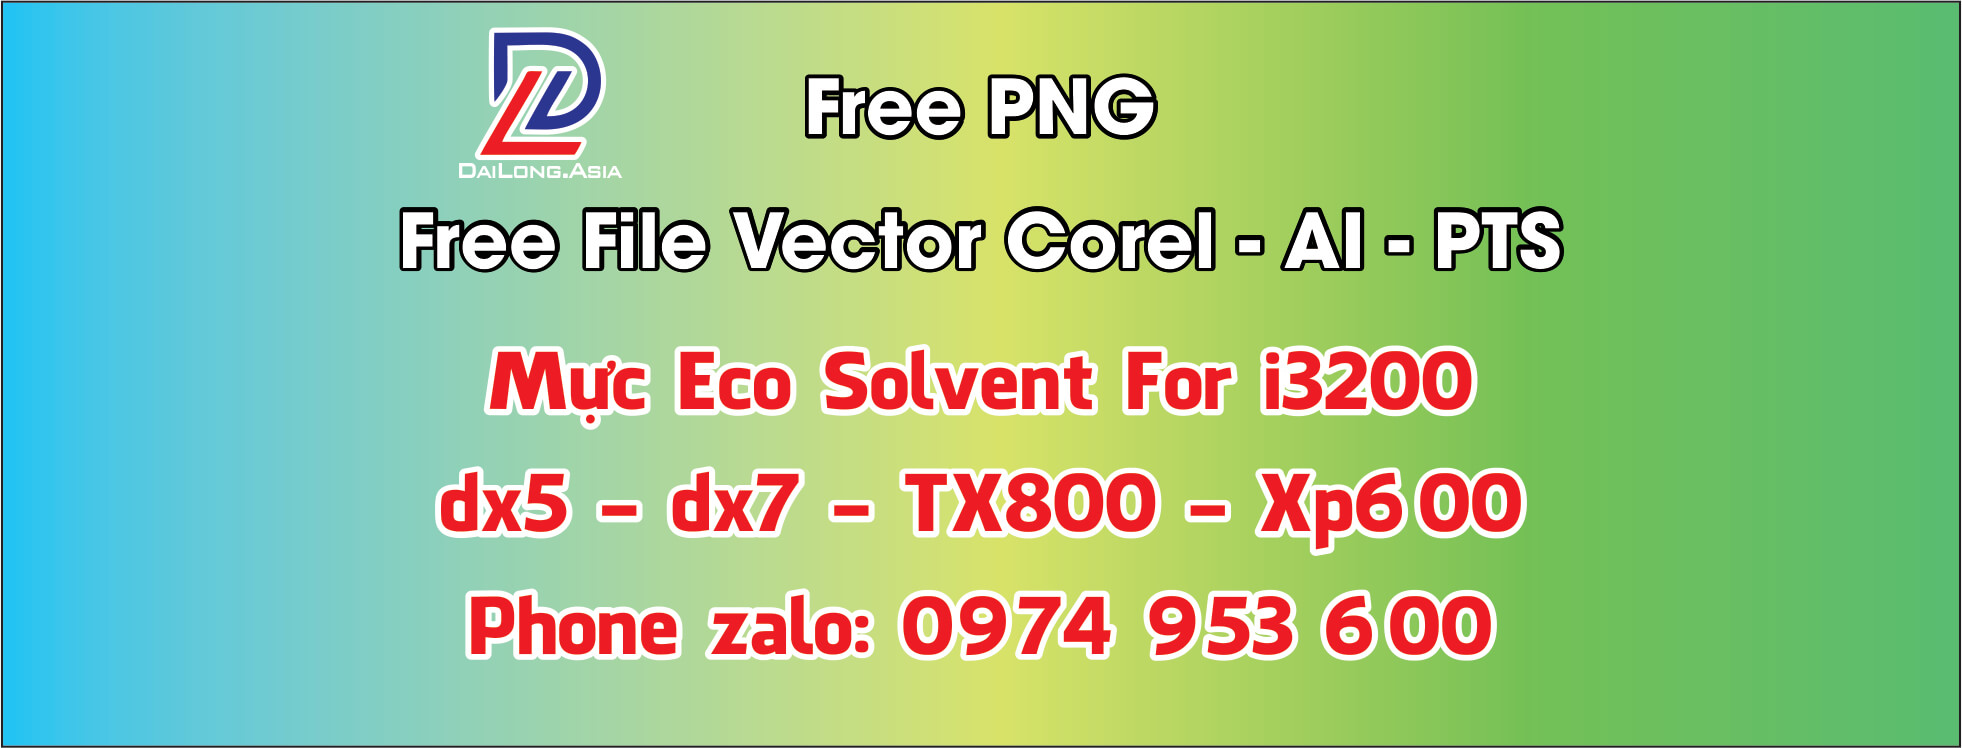 Free PNG
DaiLong.Asia
Free File Vector Corel - AI - PTS
Mực Eco Solvent For i3200
dx5 – dx7 – TX800 – Xp600
Phone zalo: 0974 953 600